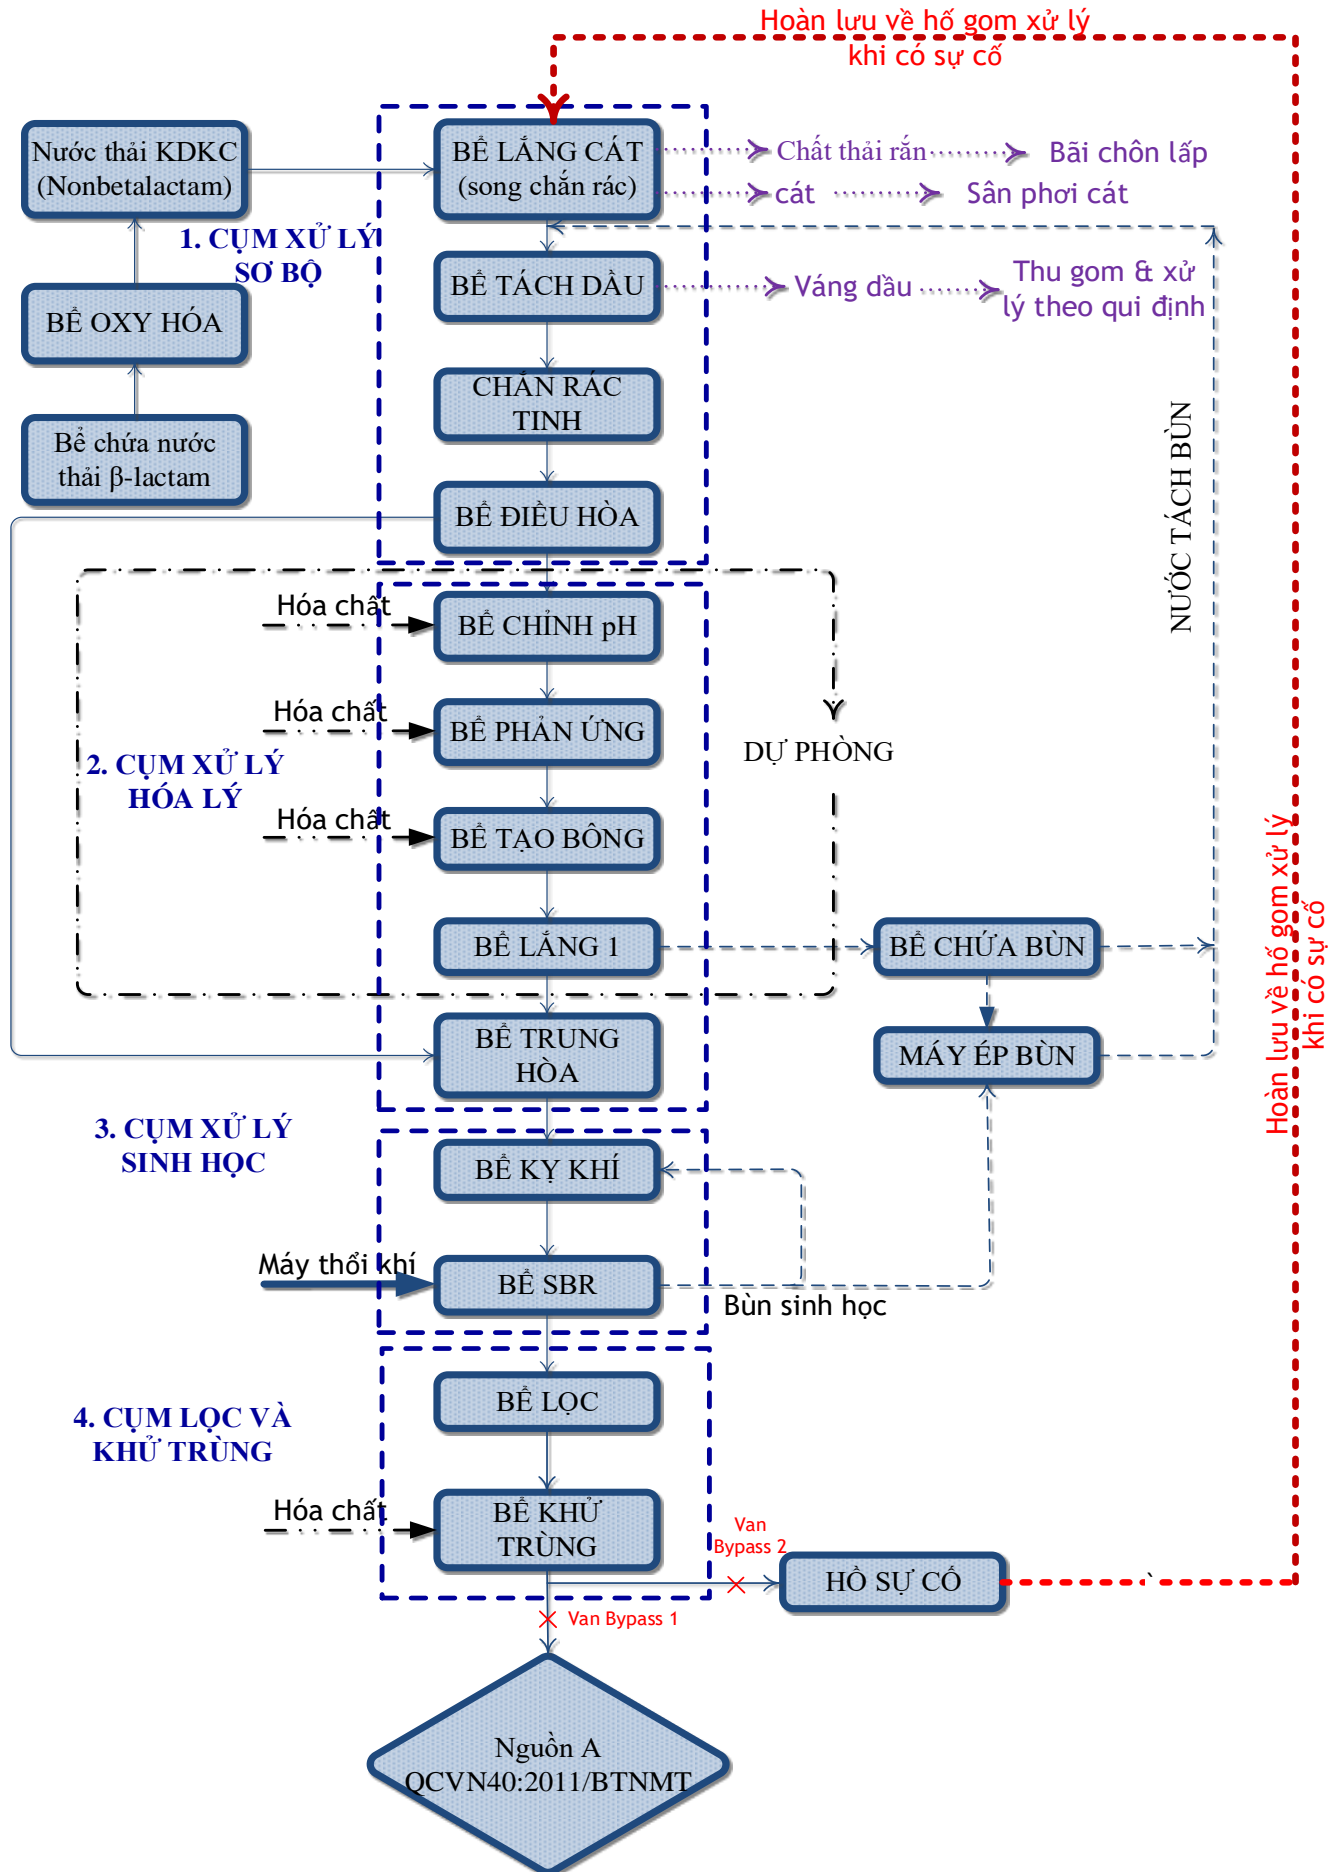 Hoàn lưu về hố gom xử lý
khi có sự cố
Nước thải KDKC
(Nonbetalactam)
BỂ LẮNG CÁT
(song chắn rác)
Chất thải rắn
Bãi chôn lấp
cát
Sân phơi cát
1. CỤM XỬ LÝ
SƠ BỘ
BỂ TÁCH DẦU
Váng dầu
Thu gom & xử
lý theo qui định
BỂ OXY HÓA
CHẮN RÁC
TINH
Bể chứa nước
thải β-lactam
NƯỚC TÁCH BÙN
BỂ ĐIỀU HÒA
Hóa chất
BỂ CHỈNH pH
Hóa chất
BỂ PHẢN ỨNG
DỰ PHÒNG
2. CỤM XỬ LÝ
HÓA LÝ
Hóa chất
BỂ TẠO BÔNG
Hoàn lưu về hố gom xử lý
khi có sự cố
BỂ LẮNG 1
BỂ CHỨA BÙN
BỂ TRUNG
HÒA
MÁY ÉP BÙN
3. CỤM XỬ LÝ
SINH HỌC
BỂ KỴ KHÍ
Máy thổi khí
BỂ SBR
Bùn sinh học
BỂ LỌC
4. CỤM LỌC VÀ
KHỬ TRÙNG
Hóa chất
BỂ KHỬ
TRÙNG
Van
Bypass 2
HỒ SỰ CỐ
`
Van Bypass 1
Nguồn A
QCVN40:2011/BTNMT